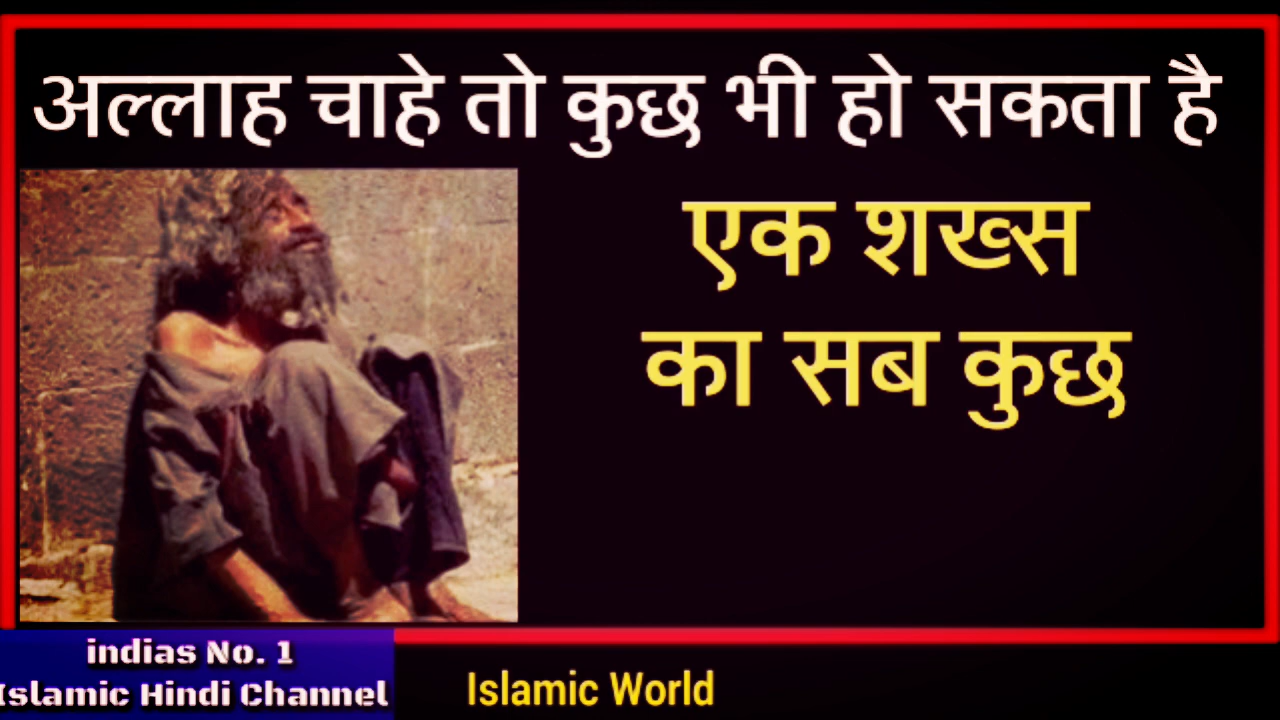 अल्लाह चाहे तो कुछ भी हो सकता है
एक शख्स
का सब कुछ
indias No. 1
Islamic Hindi Channel
Islamic World